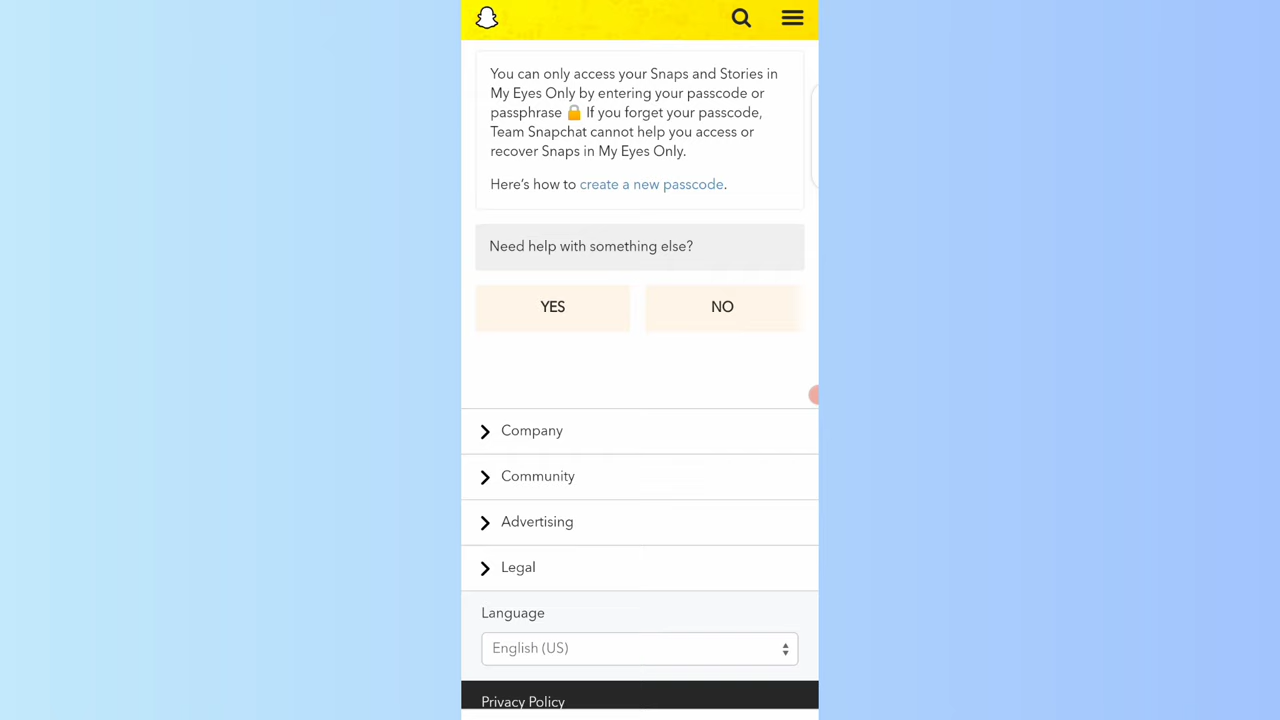 You can only access your Snaps and Stories in
My Eyes Only by entering your passcode or
passphrase 🔒 If you forget your passcode,
Team Snapchat cannot help you access or
recover Snaps in My Eyes Only.
Here’s how to create a new passcode.
Need help with something else?
YES
NO
Company
Community
Advertising
Legal
Language
English (US)
Privacy Policy